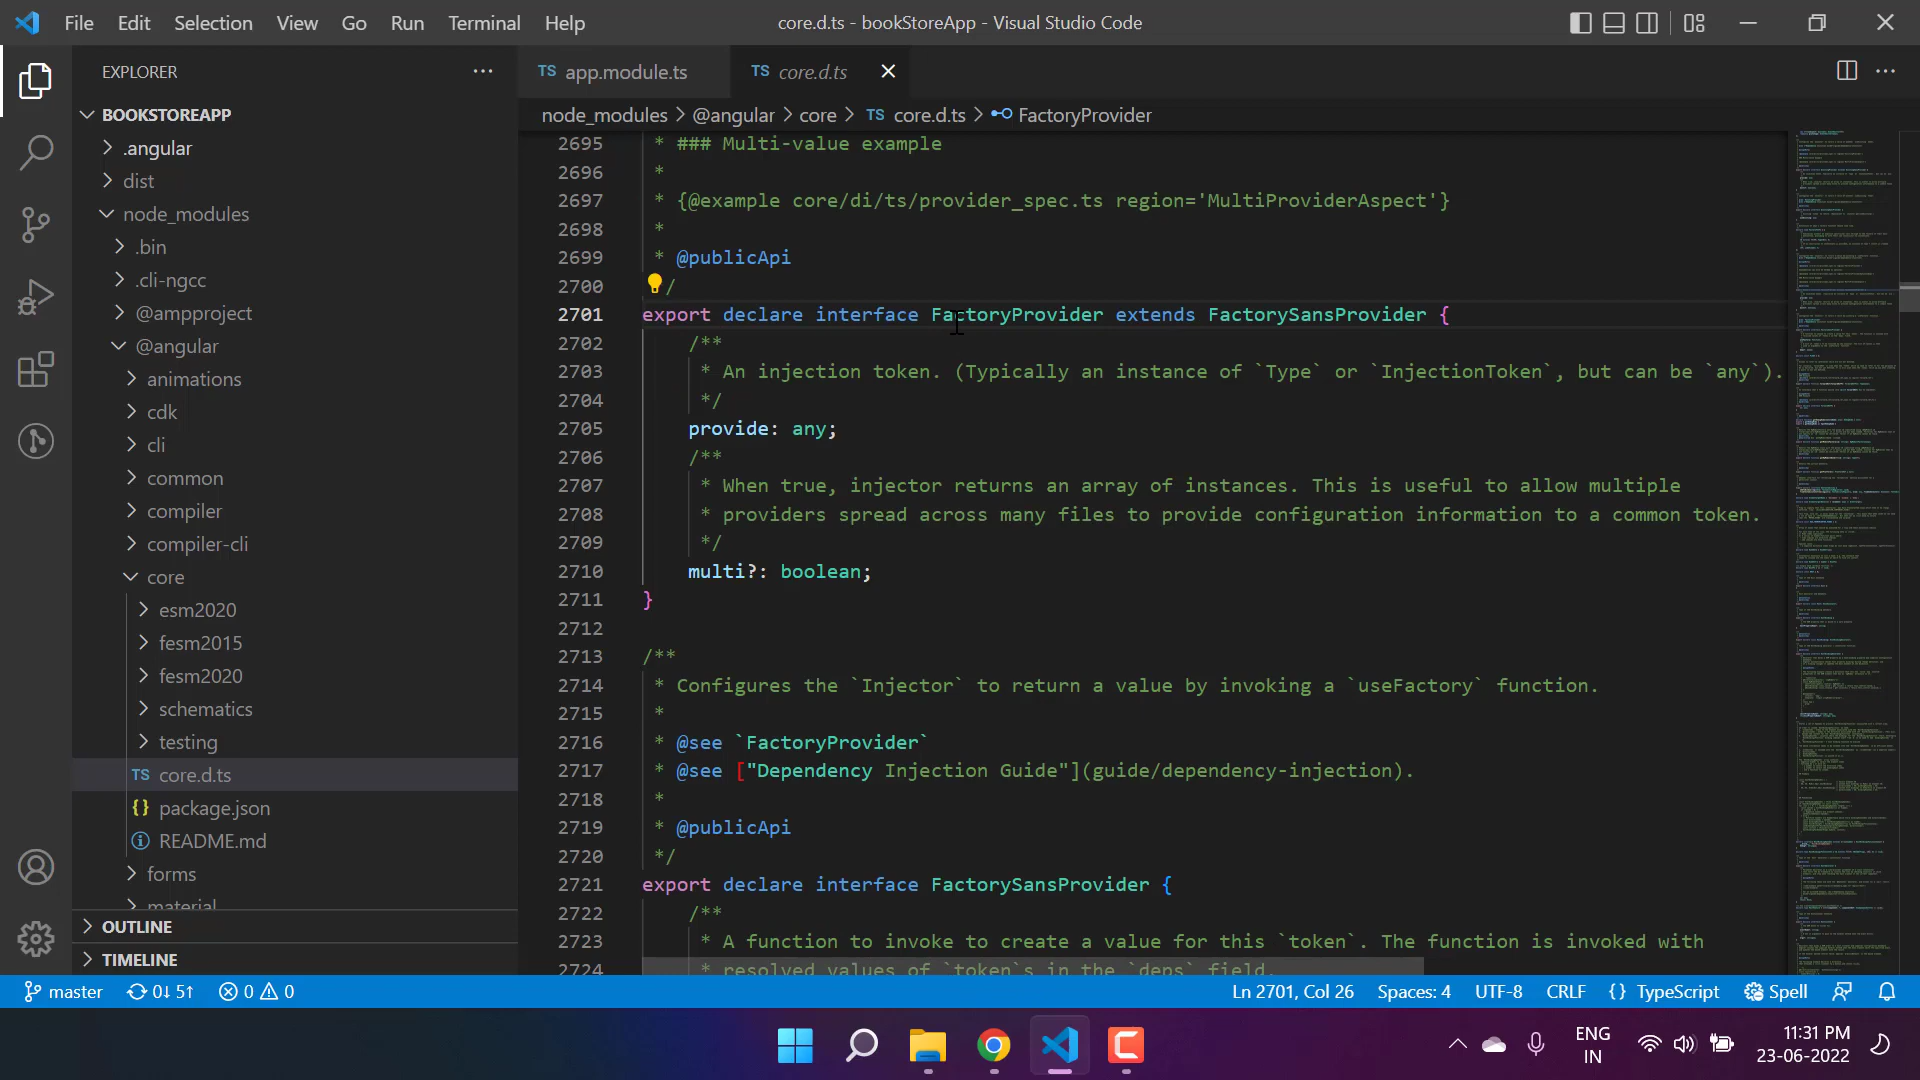 File Edit Selection View Go Run Terminal Help
core.d.ts - bookStoreApp - Visual Studio Code
EXPLORER
BOOKSTOREAPP
.angular
dist
node_modules
.bin
.cli-ngcc
@ampproject
@angular
animations
cdk
cli
common
compiler
compiler-cli
core
esm2020
fesm2015
fesm2020
schematics
testing
TS core.d.ts
{} package.json
README.md
forms
material
OUTLINE
TIMELINE
TS app.module.ts
TS core.d.ts
node_modules > @angular > core > TS core.d.ts > FactoryProvider
2695 * ### Multi-value example
2696 *
2697 * {@example core/di/ts/provider_spec.ts region='MultiProviderAspect'}
2698 *
2699 * @publicApi
2700 /
2701 export declare interface FactoryProvider extends FactorySansProvider {
2702 /**
2703 * An injection token. (Typically an instance of `Type` or `InjectionToken`, but can be `any`).
2704 */
2705 provide: any;
2706 /**
2707 * When true, injector returns an array of instances. This is useful to allow multiple
2708 * providers spread across many files to provide configuration information to a common token.
2709 */
2710 multi?: boolean;
2711 }
2712
2713 /**
2714 * Configures the `Injector` to return a value by invoking a `useFactory` function.
2715 *
2716 * @see `FactoryProvider`
2717 * @see ["Dependency Injection Guide"](guide/dependency-injection).
2718 *
2719 * @publicApi
2720 */
2721 export declare interface FactorySansProvider {
2722 /**
2723 * A function to invoke to create a value for this `token`. The function is invoked with
2724 * resolved values of `token`s in the `deps` field.
master 0↓ 5↑ 0 0
Ln 2701, Col 26 Spaces: 4 UTF-8 CRLF {} TypeScript Spell
ENG
IN
11:31 PM
23-06-2022